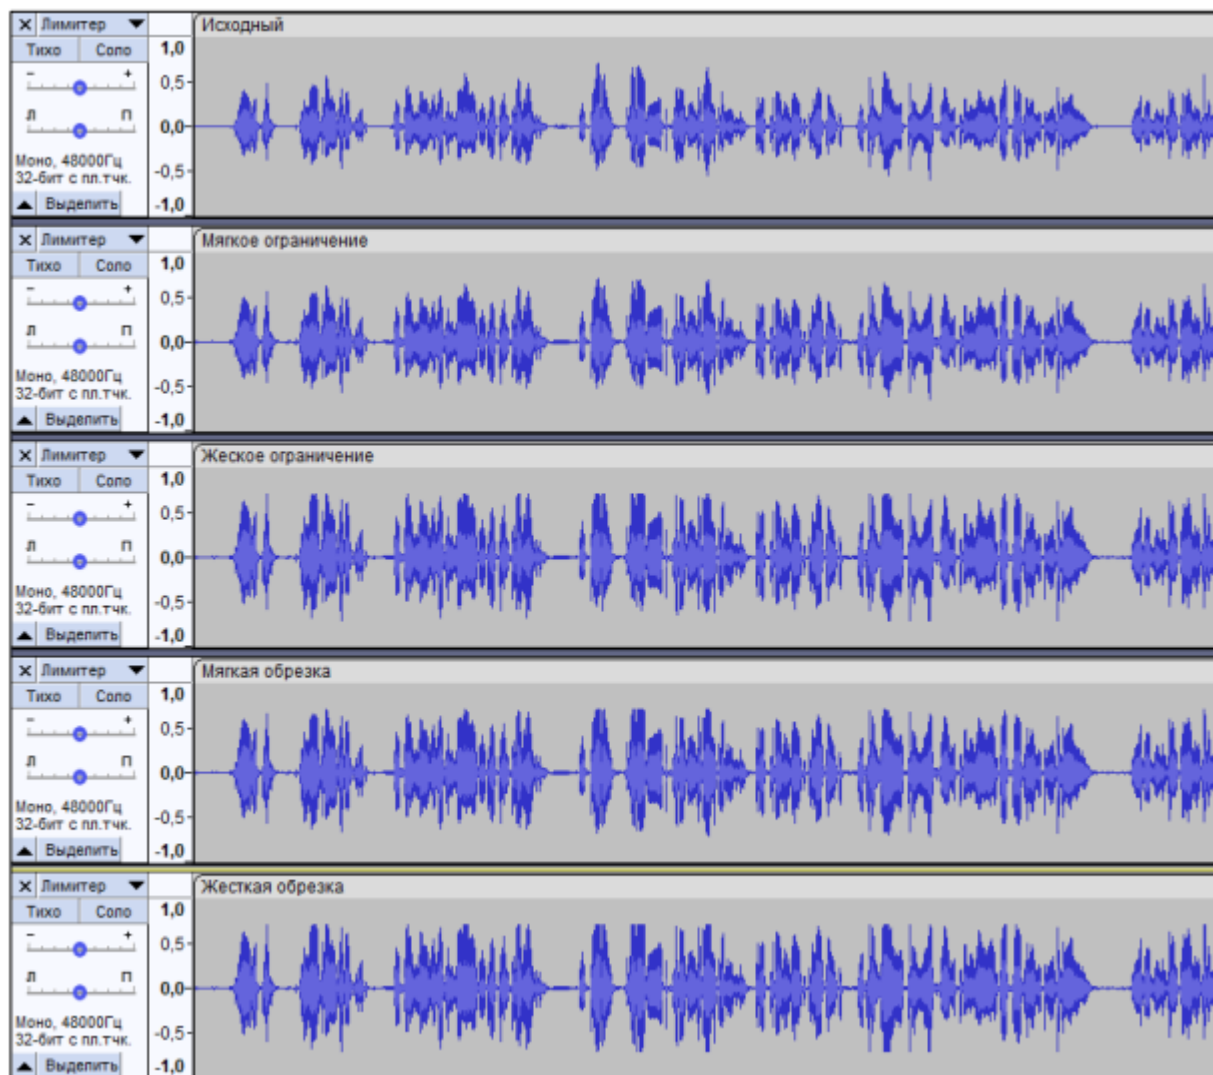 × Лимитер ▼ Исходный
Тихо Соло 1,0
- + 0,5-
Л П 0,0-
Моно, 48000Гц -0,5-
32-бит с пл.тчк.
▲ Выделить -1,0
× Лимитер ▼ Мягкое ограничение
Тихо Соло 1,0
- + 0,5-
Л П 0,0-
Моно, 48000Гц -0,5-
32-бит с пл.тчк.
▲ Выделить -1,0
× Лимитер ▼ Жеское ограничение
Тихо Соло 1,0
- + 0,5-
Л П 0,0-
Моно, 48000Гц -0,5-
32-бит с пл.тчк.
▲ Выделить -1,0
× Лимитер ▼ Мягкая обрезка
Тихо Соло 1,0
- + 0,5-
Л П 0,0-
Моно, 48000Гц -0,5-
32-бит с пл.тчк.
▲ Выделить -1,0
× Лимитер ▼ Жесткая обрезка
Тихо Соло 1,0
- + 0,5-
Л П 0,0-
Моно, 48000Гц -0,5-
32-бит с пл.тчк.
▲ Выделить -1,0